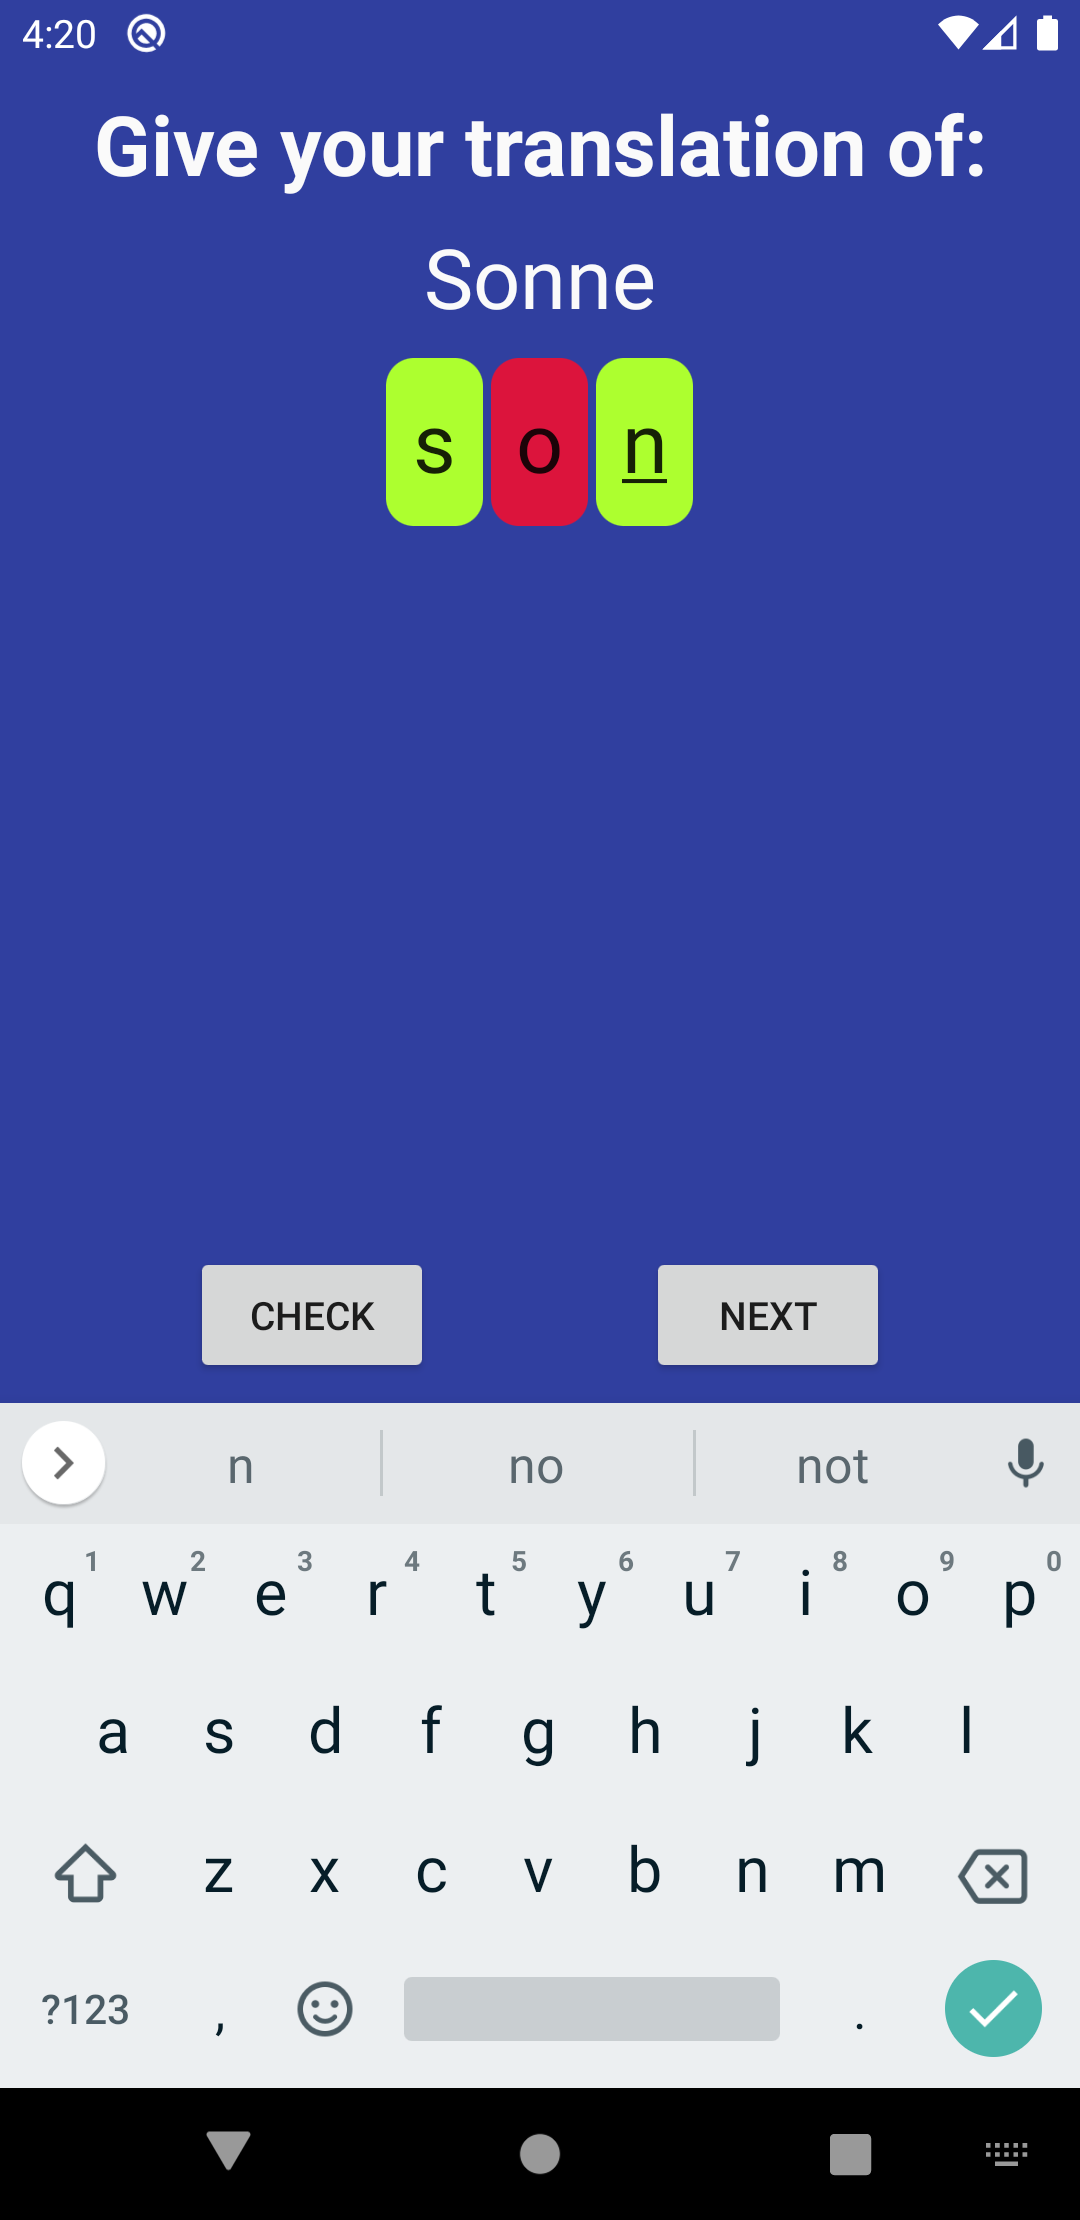 4:20
Give your translation of:
Sonne
s o n
CHECK NEXT
n no not
1 2 3 4 5 6 7 8 9 0
q w e r t y u i o p
a s d f g h j k l
z x c v b n m
?123 , .